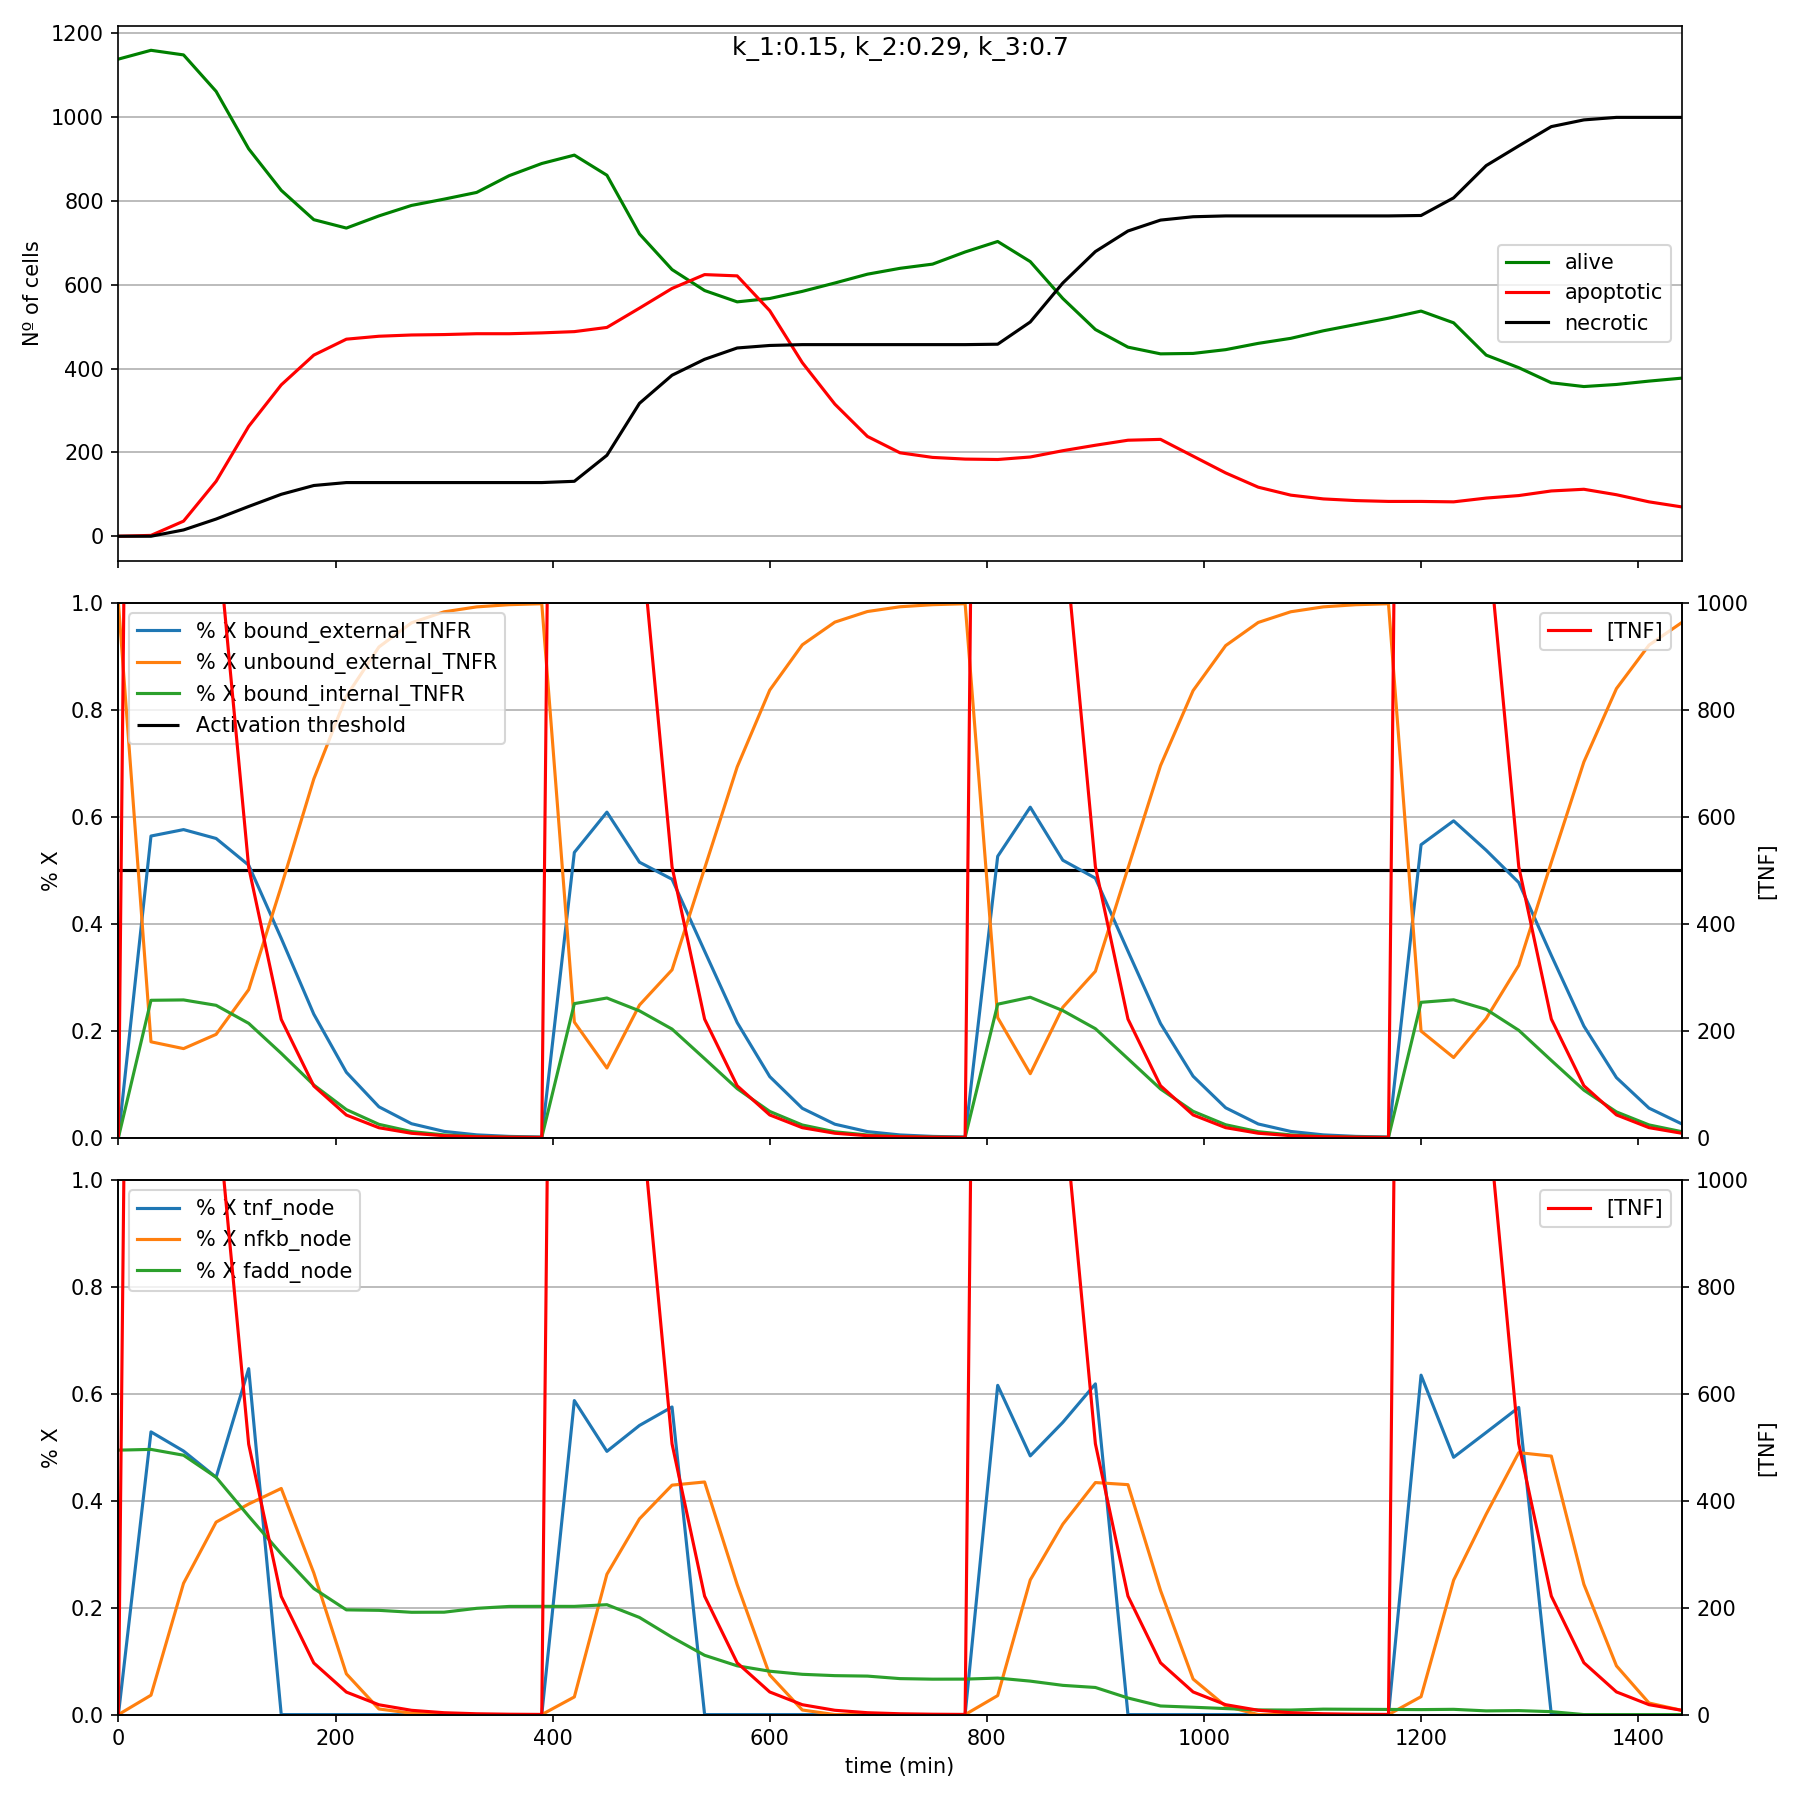 k_1:0.15, k_2:0.29, k_3:0.7
1200
1000
800
600
400
200
0
Nº of cells
alive
apoptotic
necrotic
1.0
0.8
0.6
0.4
0.2
0.0
% X
% X bound_external_TNFR
% X unbound_external_TNFR
% X bound_internal_TNFR
Activation threshold
[TNF]
1000
800
600
400
200
0
[TNF]
1.0
0.8
0.6
0.4
0.2
0.0
% X
% X tnf_node
% X nfkb_node
% X fadd_node
[TNF]
1000
800
600
400
200
0
[TNF]
0 200 400 600 800 1000 1200 1400
time (min)